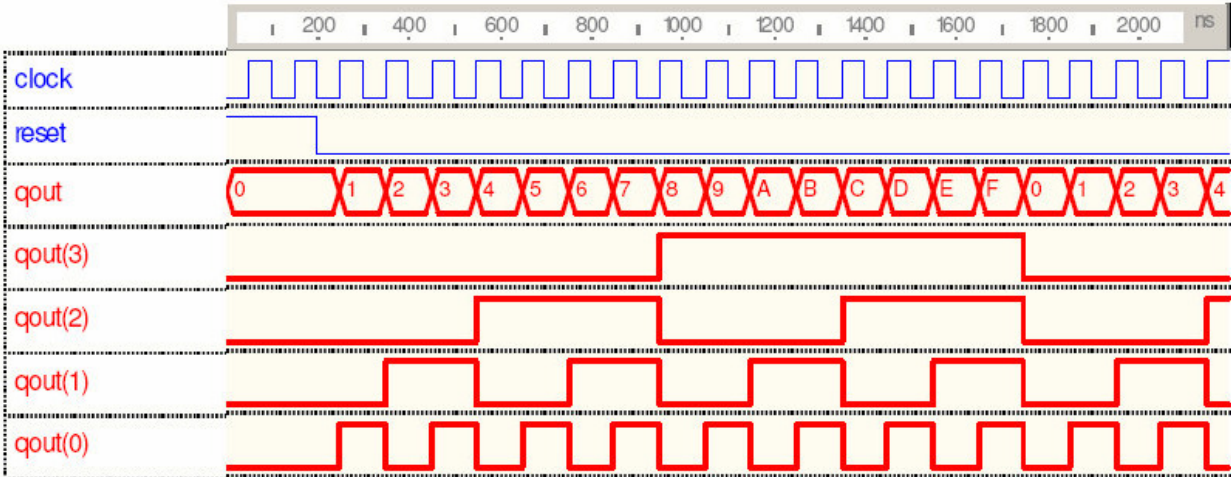 200 400 600 800 1000 1200 1400 1600 1800 2000 ns
clock
reset
qout 0 1 2 3 4 5 6 7 8 9 A B C D E F 0 1 2 3 4
qout(3)
qout(2)
qout(1)
qout(0)